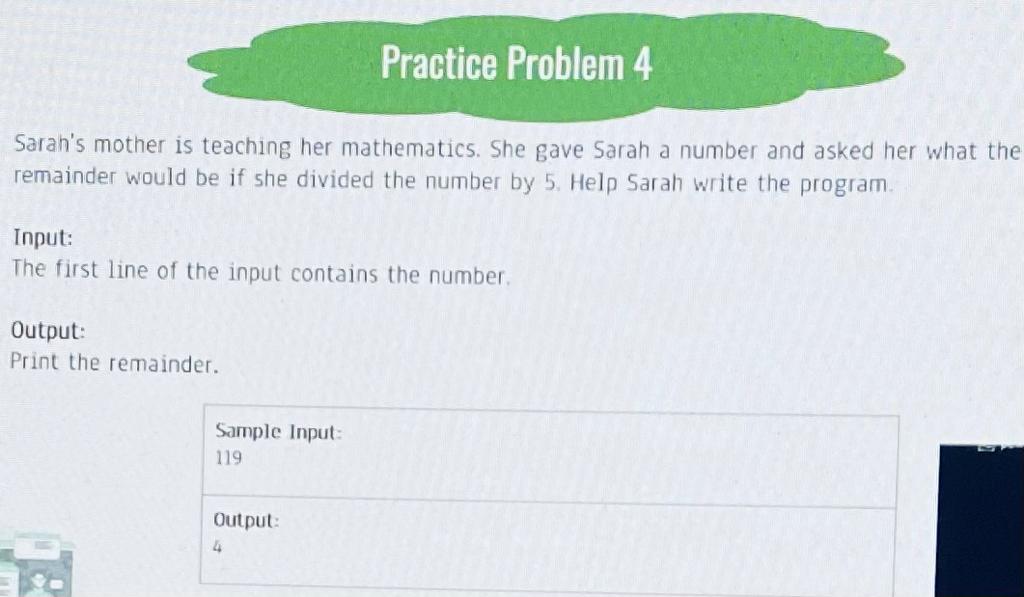 Practice Problem 4
Sarah's mother is teaching her mathematics. She gave Sarah a number and asked her what the
remainder would be if she divided the number by 5. Help Sarah write the program.
Input:
The first line of the input contains the number.
Output:
Print the remainder.
Sample Input:
119
Output:
4